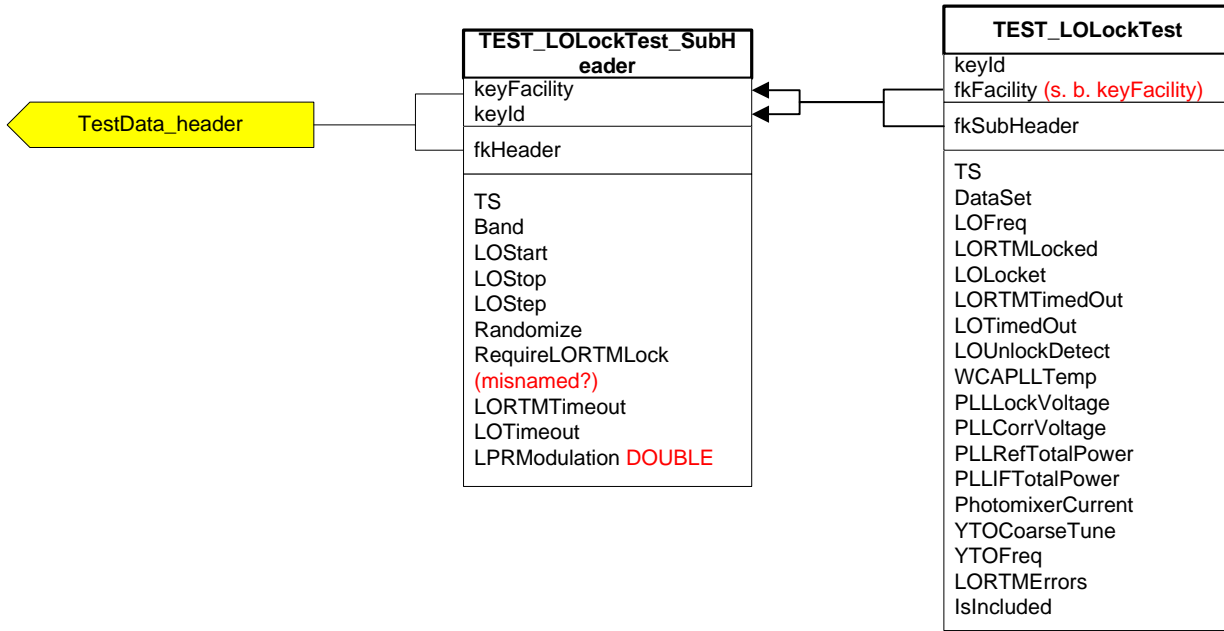 TestData_header
TEST_LOLockTest_SubH
eader
keyFacility
keyId
fkHeader
TS
Band
LOStart
LOStop
LOStep
Randomize
RequireLORTMLock
(misnamed?)
LORTMTimeout
LOTimeout
LPRModulation DOUBLE
TEST_LOLockTest
keyId
fkFacility (s. b. keyFacility)
fkSubHeader
TS
DataSet
LOFreq
LORTMLocked
LOLocket
LORTMTimedOut
LOTimedOut
LOUnlockDetect
WCAPLLTemp
PLLLockVoltage
PLLCorrVoltage
PLLRefTotalPower
PLLIFTotalPower
PhotomixerCurrent
YTOCoarseTune
YTOFreq
LORTMErrors
IsIncluded